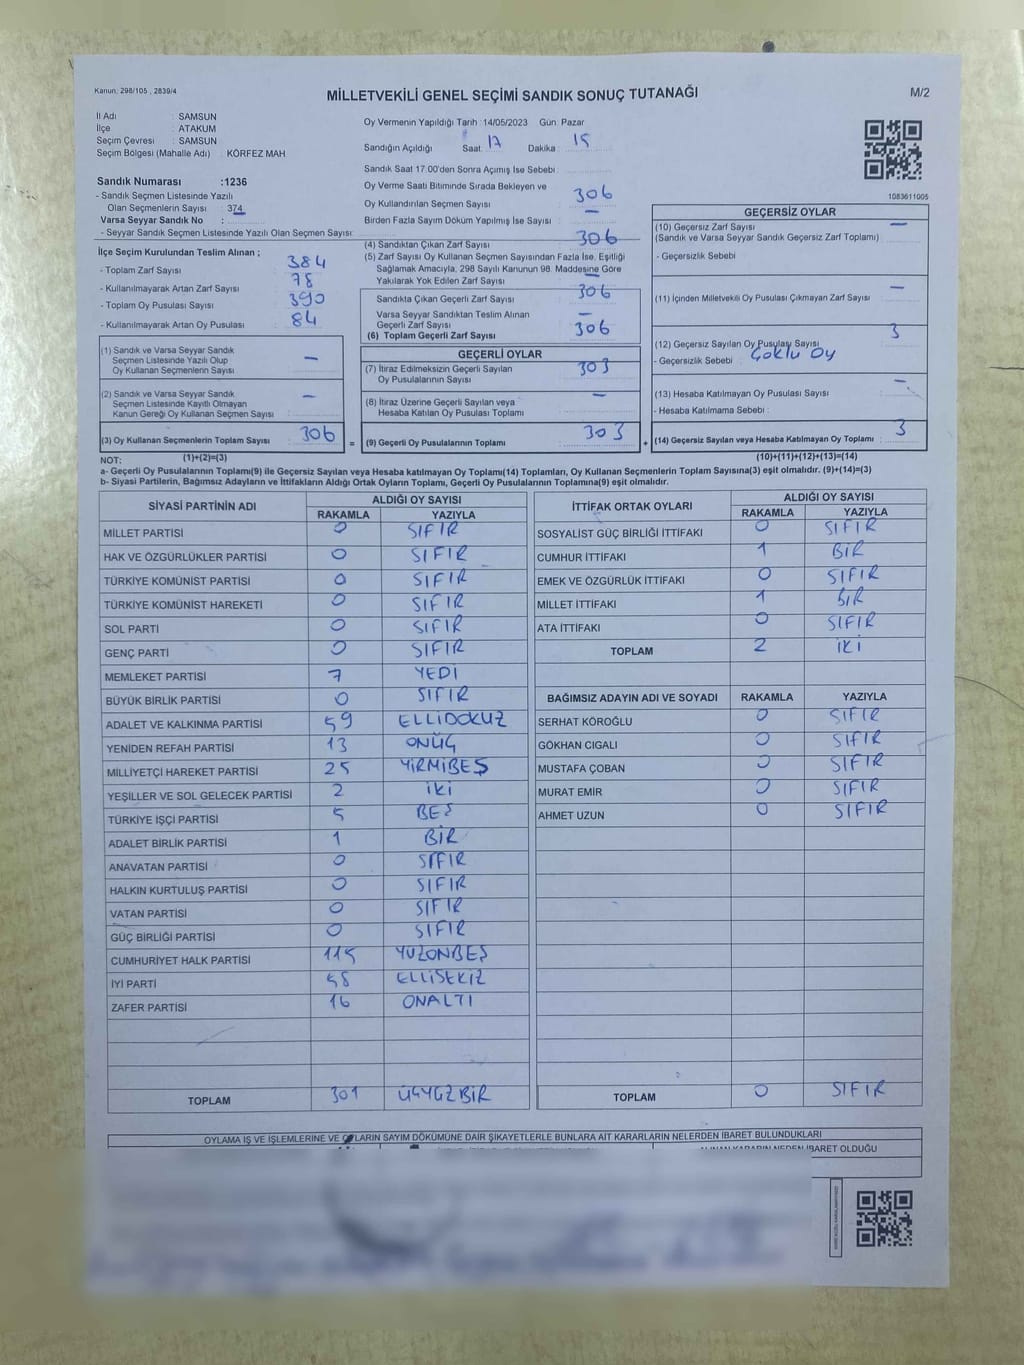 Kanun: 298/105 , 2839/4
MİLLETVEKİLİ GENEL SEÇİMİ SANDIK SONUÇ TUTANAĞI
M/2
İl Adı : SAMSUN
İlçe : ATAKUM
Seçim Çevresi : SAMSUN
Seçim Bölgesi (Mahalle Adı) : KÖRFEZ MAH
Sandık Numarası :1236
- Sandık Seçmen Listesinde Yazılı
Olan Seçmenlerin Sayısı : 374
Varsa Seyyar Sandık No :
- Seyyar Sandık Seçmen Listesinde Yazılı Olan Seçmen Sayısı:
Oy Vermenin Yapıldığı Tarih :14/05/2023 Gün: Pazar
Sandığın Açıldığı Saat: 17 Dakika : 15
Sandık Saat 17:00'den Sonra Açılmış İse Sebebi :
Oy Verme Saati Bitiminde Sırada Bekleyen ve
Oy Kullandırılan Seçmen Sayısı 306
Birden Fazla Sayım Döküm Yapılmış İse Sayısı : —
1083611005
İlçe Seçim Kurulundan Teslim Alınan ;
- Toplam Zarf Sayısı 384
- Kullanılmayarak Artan Zarf Sayısı 78
- Toplam Oy Pusulası Sayısı 390
- Kullanılmayarak Artan Oy Pusulası 84
(1) Sandık ve Varsa Seyyar Sandık
Seçmen Listesinde Yazılı Olup
Oy Kullanan Seçmenlerin Sayısı —
(2) Sandık ve Varsa Seyyar Sandık
Seçmen Listesinde Kayıtlı Olmayan
Kanun Gereği Oy Kullanan Seçmen Sayısı —
(3) Oy Kullanan Seçmenlerin Toplam Sayısı 306
(4) Sandıktan Çıkan Zarf Sayısı 306
(5) Zarf Sayısı Oy Kullanan Seçmen Sayısından Fazla İse, Eşitliği
Sağlamak Amacıyla, 298 Sayılı Kanunun 98. Maddesine Göre
Yakılarak Yok Edilen Zarf Sayısı —
Sandıkta Çıkan Geçerli Zarf Sayısı 306
Varsa Seyyar Sandıktan Teslim Alınan
Geçerli Zarf Sayısı —
(6) Toplam Geçerli Zarf Sayısı 306
GEÇERLİ OYLAR
(7) İtiraz Edilmeksizin Geçerli Sayılan
Oy Pusulalarının Sayısı 303
(8) İtiraz Üzerine Geçerli Sayılan veya
Hesaba Katılan Oy Pusulası Toplamı —
= (9) Geçerli Oy Pusulalarının Toplamı 303
GEÇERSİZ OYLAR
(10) Geçersiz Zarf Sayısı —
(Sandık ve Varsa Seyyar Sandık Geçersiz Zarf Toplamı)
- Geçersizlik Sebebi
(11) İçinden Milletvekili Oy Pusulası Çıkmayan Zarf Sayısı —
(12) Geçersiz Sayılan Oy Pusulası Sayısı 3
- Geçersizlik Sebebi : Çoklu Oy
(13) Hesaba Katılmayan Oy Pusulası Sayısı —
- Hesaba Katılmama Sebebi :
+ (14) Geçersiz Sayılan veya Hesaba Katılmayan Oy Toplamı 3
NOT: (1)+(2)=(3)
(10)+(11)+(12)+(13)=(14)
a- Geçerli Oy Pusulalarının Toplamı(9) ile Geçersiz Sayılan veya Hesaba katılmayan Oy Toplamı(14) Toplamları, Oy Kullanan Seçmenlerin Toplam Sayısına(3) eşit olmalıdır. (9)+(14)=(3)
b- Siyasi Partilerin, Bağımsız Adayların ve İttifakların Aldığı Ortak Oyların Toplamı, Geçerli Oy Pusulalarının Toplamına(9) eşit olmalıdır.
SİYASİ PARTİNİN ADI ALDIĞI OY SAYISI
RAKAMLA YAZIYLA
MİLLET PARTİSİ 0 SIFIR
HAK VE ÖZGÜRLÜKLER PARTİSİ 0 SIFIR
TÜRKİYE KOMÜNİST PARTİSİ 0 SIFIR
TÜRKİYE KOMÜNİST HAREKETİ 0 SIFIR
SOL PARTİ 0 SIFIR
GENÇ PARTİ 0 SIFIR
MEMLEKET PARTİSİ 7 YEDİ
BÜYÜK BİRLİK PARTİSİ 0 SIFIR
ADALET VE KALKINMA PARTİSİ 59 ELLİDOKUZ
YENİDEN REFAH PARTİSİ 13 ONÜÇ
MİLLİYETÇİ HAREKET PARTİSİ 25 YİRMİBEŞ
YEŞİLLER VE SOL GELECEK PARTİSİ 2 İKİ
TÜRKİYE İŞÇİ PARTİSİ 5 BEŞ
ADALET BİRLİK PARTİSİ 1 BİR
ANAVATAN PARTİSİ 0 SIFIR
HALKIN KURTULUŞ PARTİSİ 0 SIFIR
VATAN PARTİSİ 0 SIFIR
GÜÇ BİRLİĞİ PARTİSİ 0 SIFIR
CUMHURİYET HALK PARTİSİ 115 YÜZONBEŞ
İYİ PARTİ 58 ELLİSEKİZ
ZAFER PARTİSİ 16 ONALTI
TOPLAM 301 ÜÇYÜZBİR
İTTİFAK ORTAK OYLARI ALDIĞI OY SAYISI
RAKAMLA YAZIYLA
SOSYALİST GÜÇ BİRLİĞİ İTTİFAKI 0 SIFIR
CUMHUR İTTİFAKI 1 BİR
EMEK VE ÖZGÜRLÜK İTTİFAKI 0 SIFIR
MİLLET İTTİFAKI 1 BİR
ATA İTTİFAKI 0 SIFIR
TOPLAM 2 İKİ
BAĞIMSIZ ADAYIN ADI VE SOYADI RAKAMLA YAZIYLA
SERHAT KÖROĞLU 0 SIFIR
GÖKHAN CIGALI 0 SIFIR
MUSTAFA ÇOBAN 0 SIFIR
MURAT EMİR 0 SIFIR
AHMET UZUN 0 SIFIR
TOPLAM 0 SIFIR
OYLAMA İŞ VE İŞLEMLERİNE VE OYLARIN SAYIM DÖKÜMÜNE DAİR ŞİKAYETLERLE BUNLARA AİT KARARLARIN NELERDEN İBARET BULUNDUKLARI
İBARET OLDUĞU